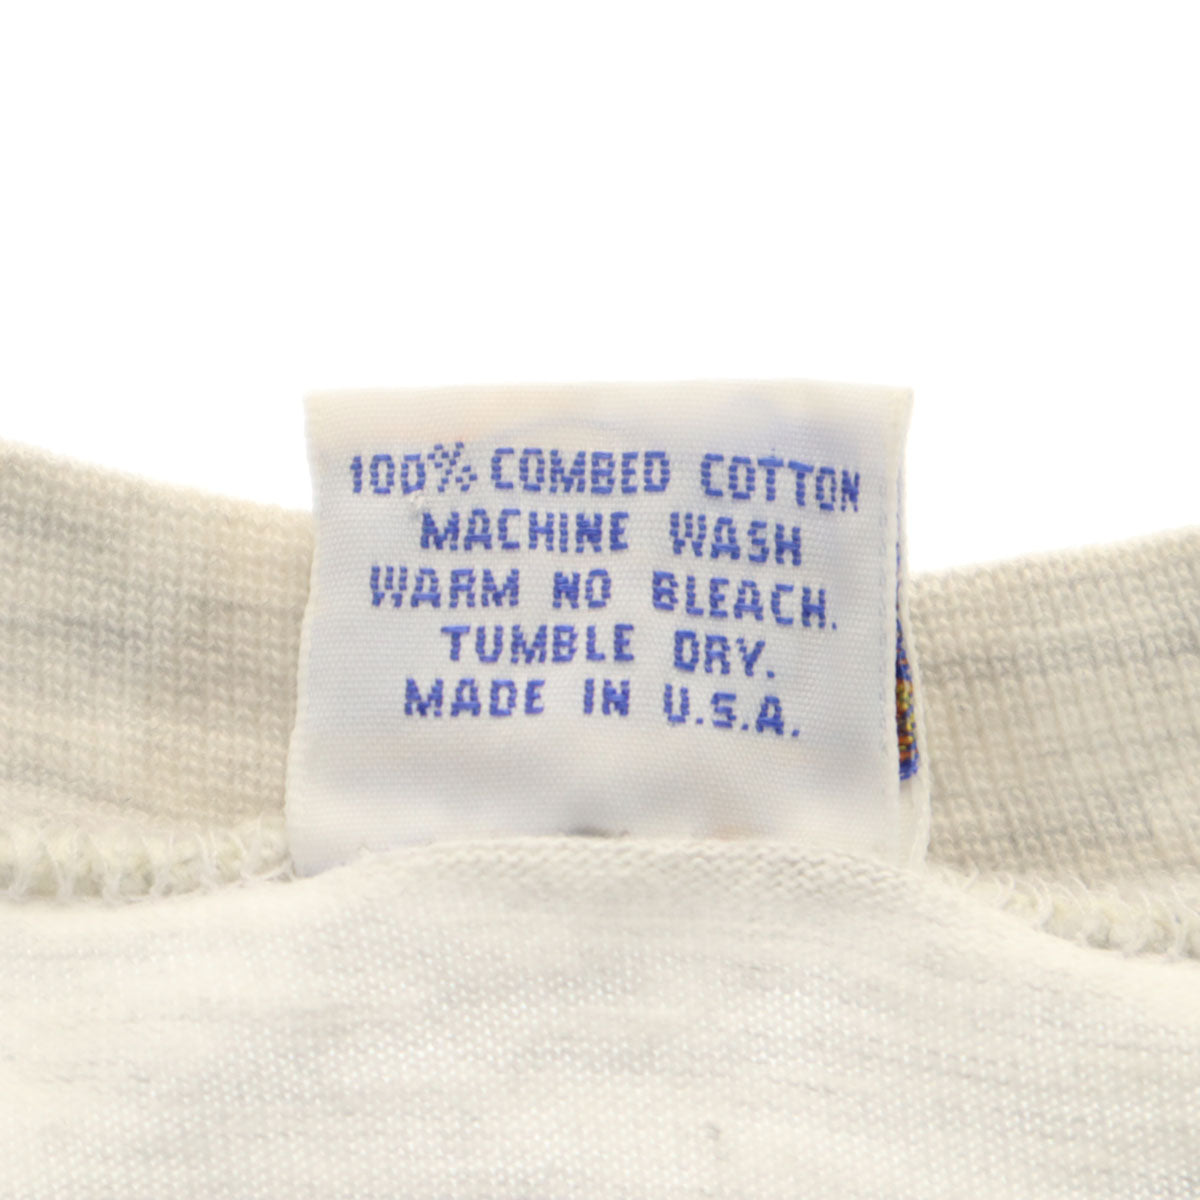 100% COMBED COTTON
MACHINE WASH
WARM NO BLEACH.
TUMBLE DRY.
MADE IN U.S.A.